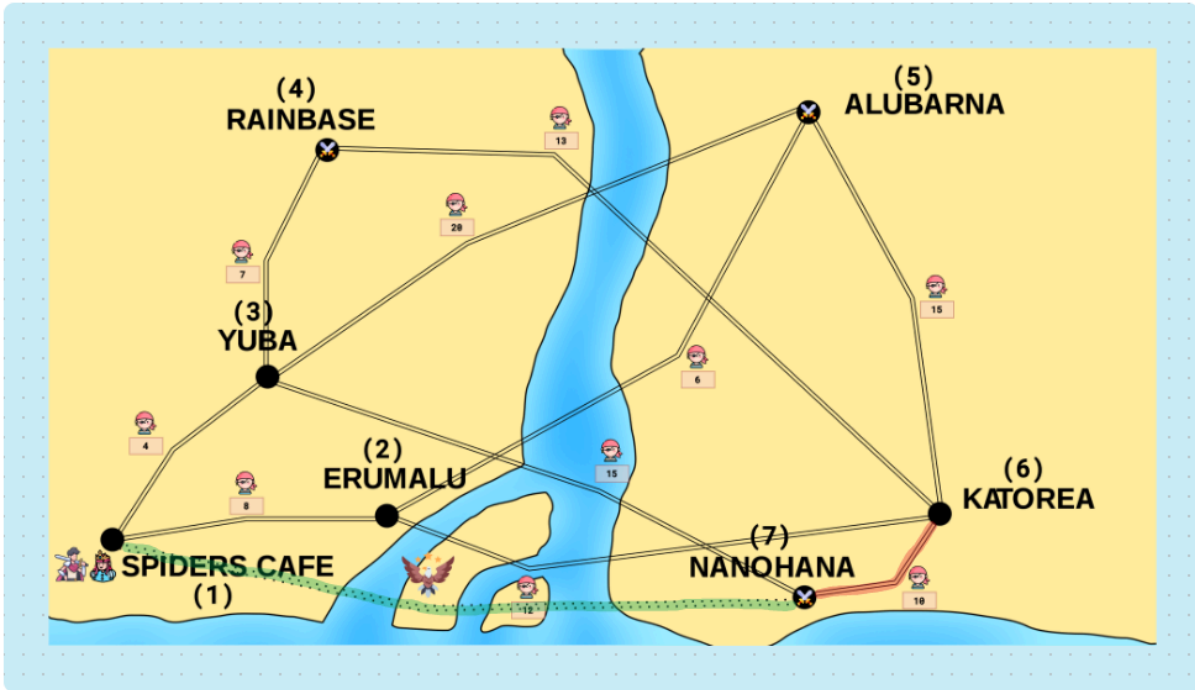 (4)
RAINBASE
(5)
ALUBARNA
13
20
7
15
(3)
YUBA
6
4
(2)
ERUMALU
15
8
(6)
KATOREA
(7)
NANOHANA
SPIDERS CAFE
(1)
12
10